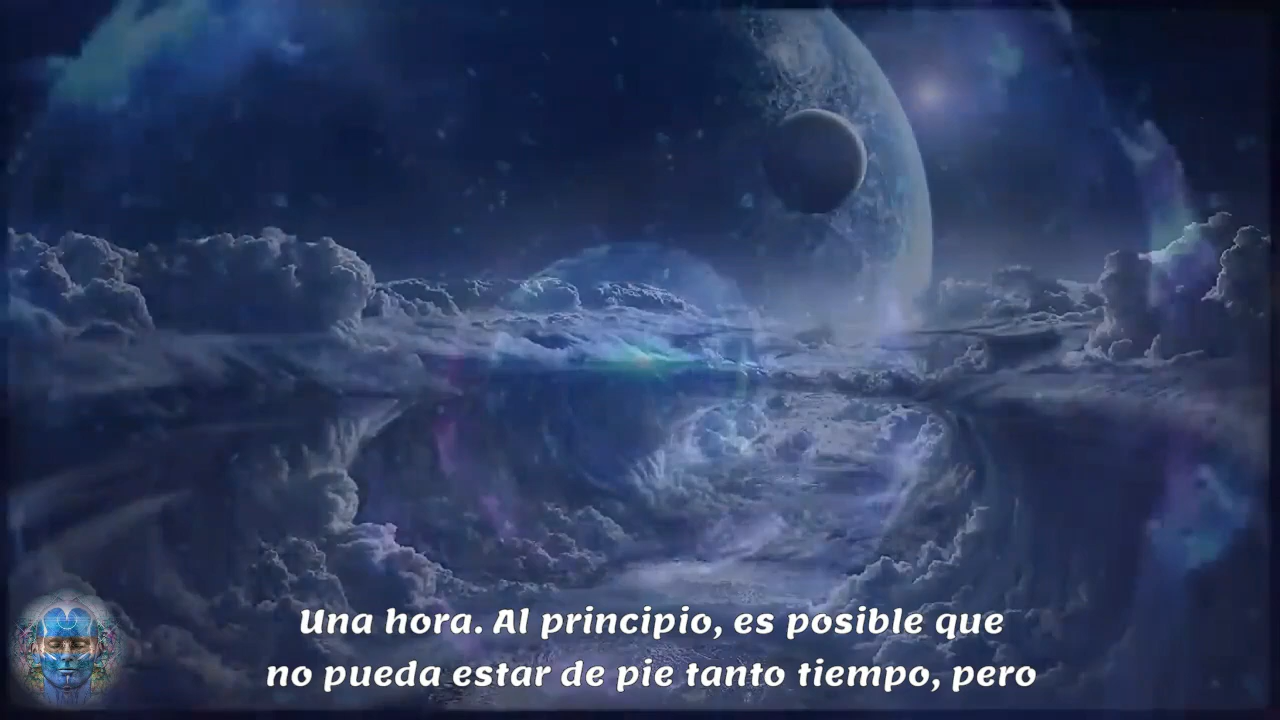 Una hora. Al principio, es posible que
no pueda estar de pie tanto tiempo, pero